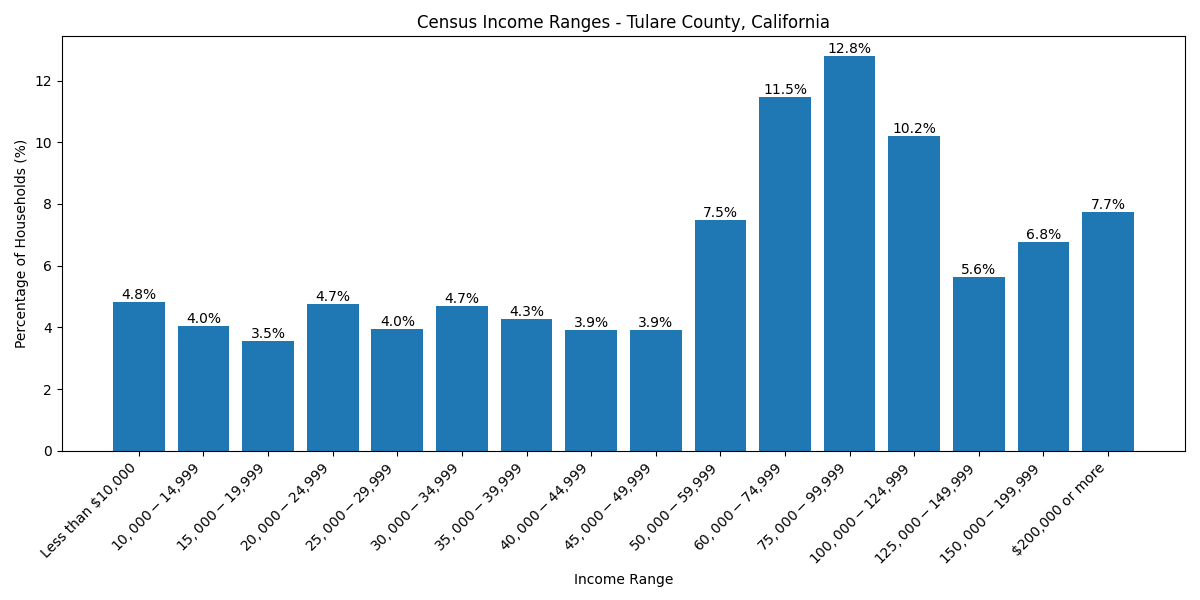 Census Income Ranges - Tulare County, California
Percentage of Households (%)
12
10
8
6
4
2
0
4.8%
4.0%
3.5%
4.7%
4.0%
4.7%
4.3%
3.9%
3.9%
7.5%
11.5%
12.8%
10.2%
5.6%
6.8%
7.7%
Less than $10,000
10,000 − 14,999
15,000 − 19,999
20,000 − 24,999
25,000 − 29,999
30,000 − 34,999
35,000 − 39,999
40,000 − 44,999
45,000 − 49,999
50,000 − 59,999
60,000 − 74,999
75,000 − 99,999
100,000 − 124,999
125,000 − 149,999
150,000 − 199,999
$200,000 or more
Income Range